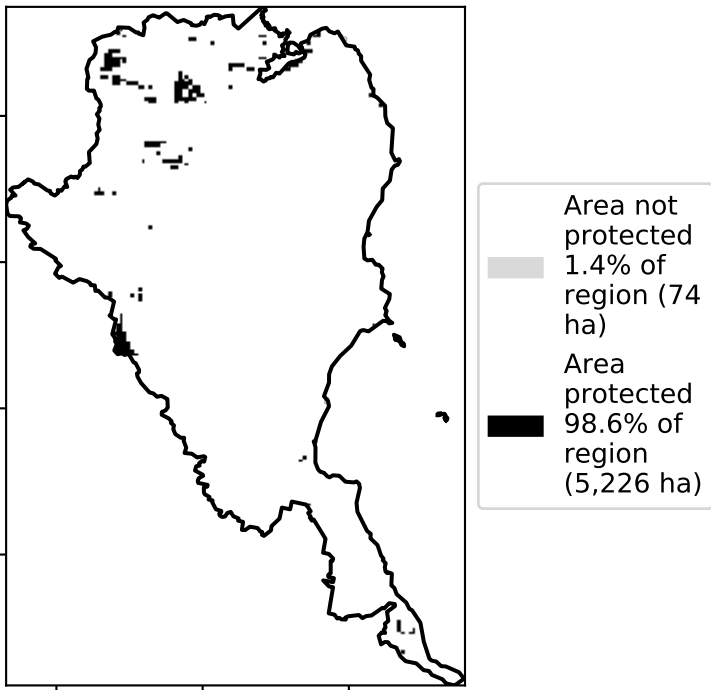 Area not
protected
1.4% of
region (74
ha)
Area
protected
98.6% of
region
(5,226 ha)